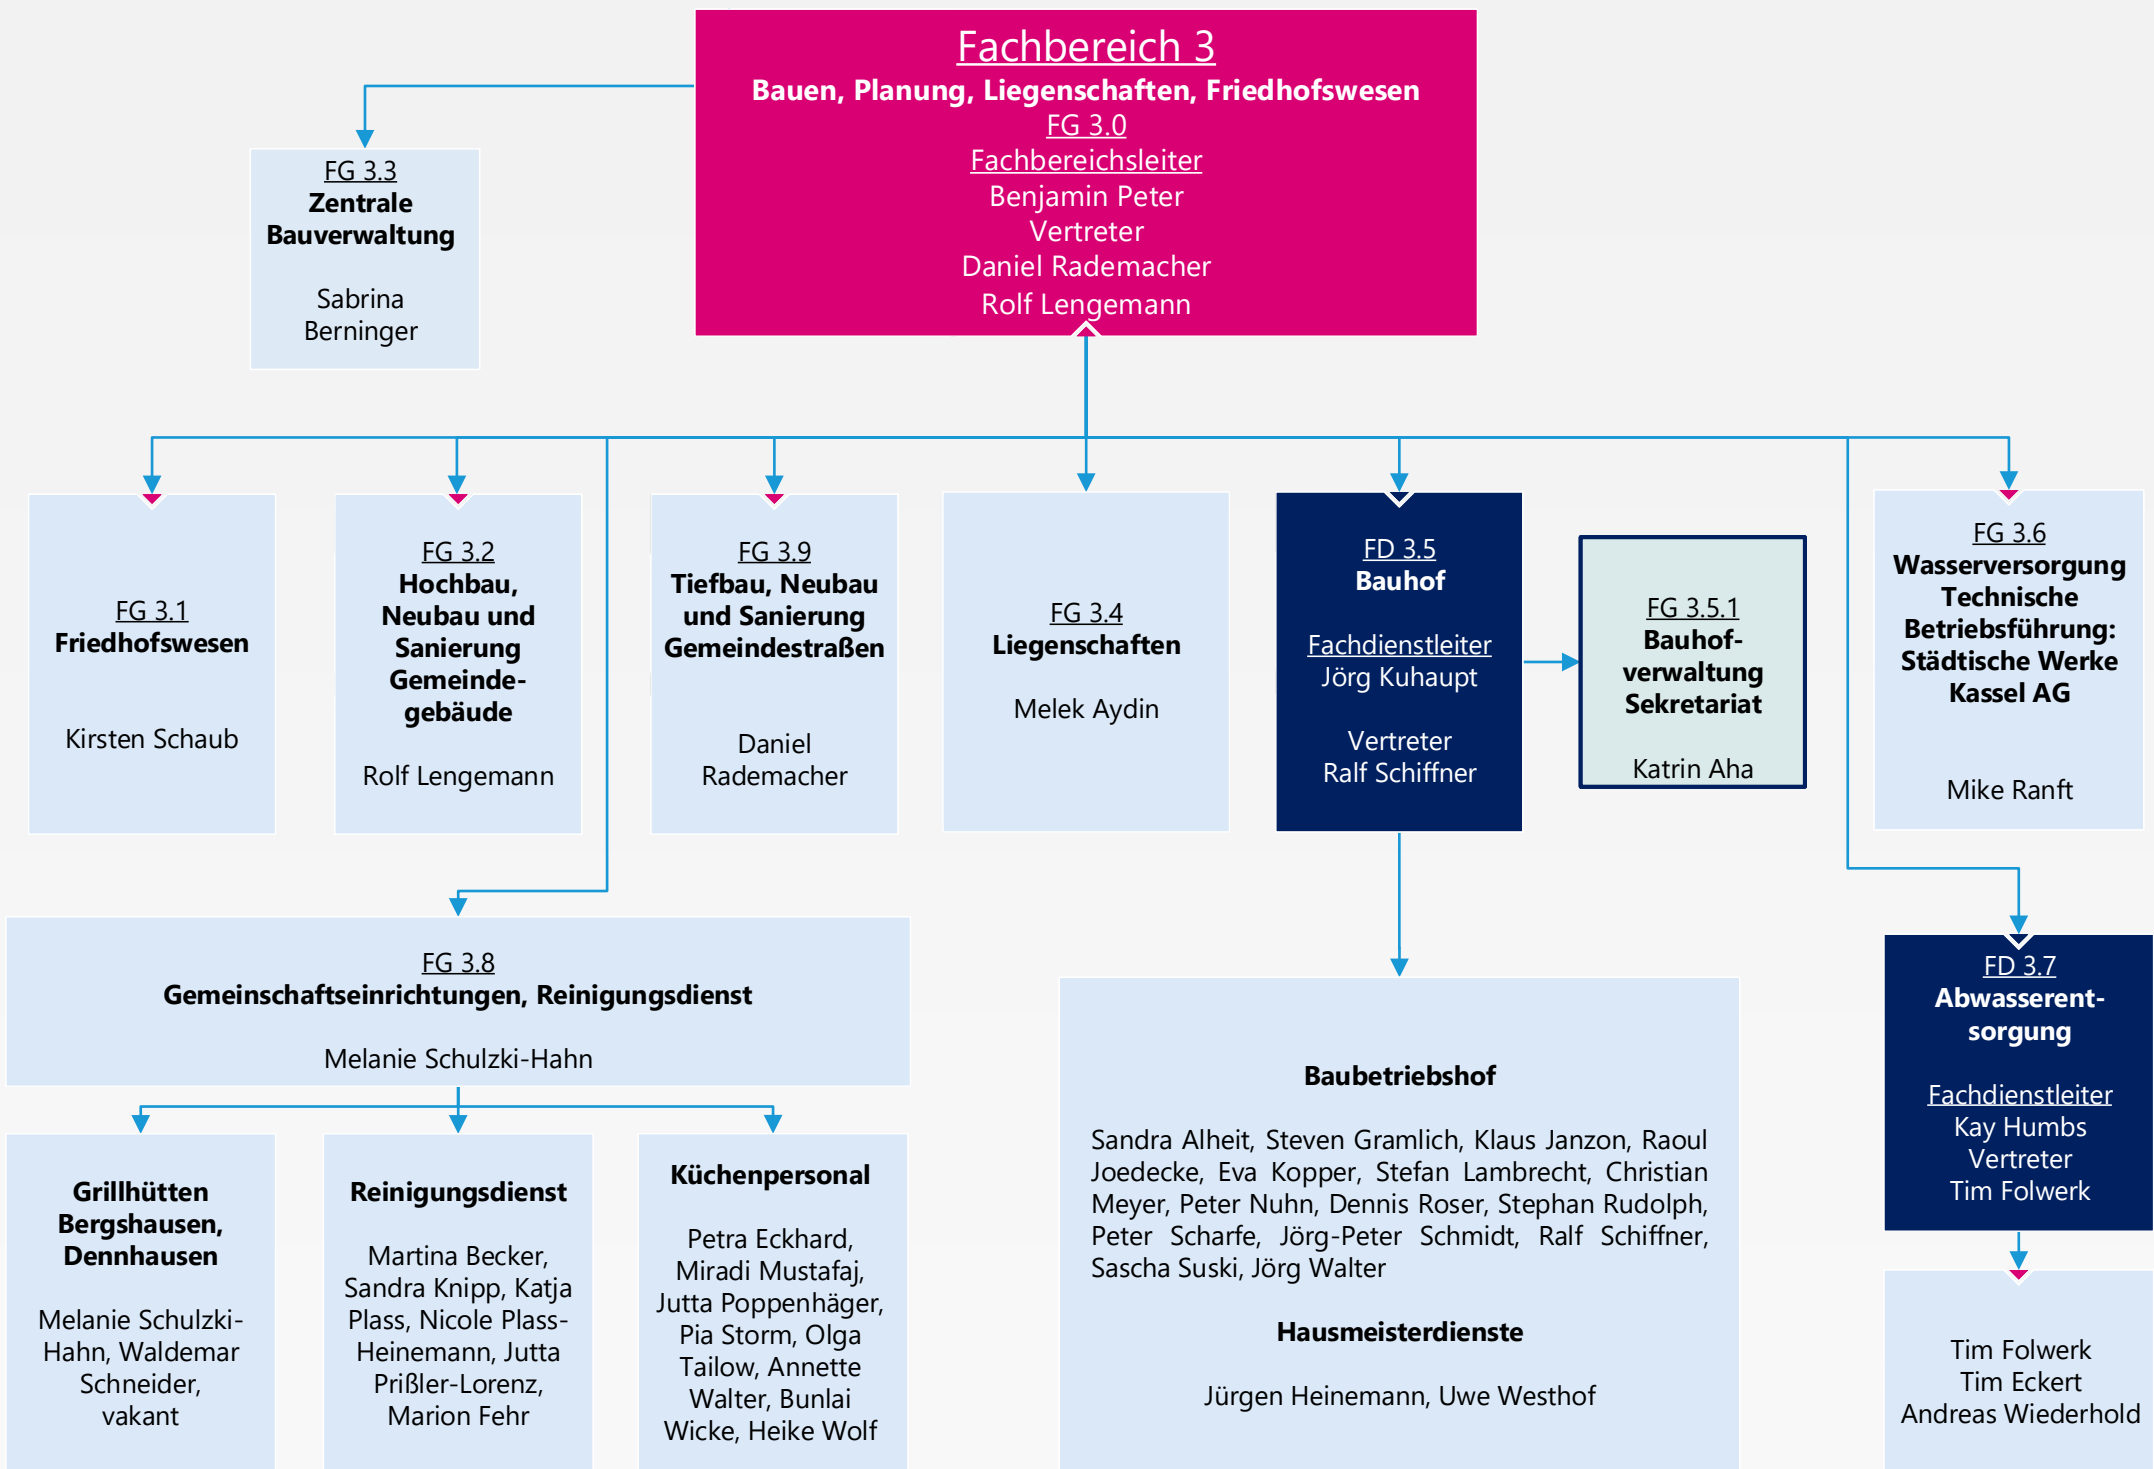 Fachbereich 3
Bauen, Planung, Liegenschaften, Friedhofswesen
FG 3.0
Fachbereichsleiter
Benjamin Peter
Vertreter
Daniel Rademacher
Rolf Lengemann
FG 3.3
Zentrale
Bauverwaltung
Sabrina
Berninger
FG 3.1
Friedhofswesen
Kirsten Schaub
FG 3.2
Hochbau,
Neubau und
Sanierung
Gemeinde-
gebäude
Rolf Lengemann
FG 3.9
Tiefbau, Neubau
und Sanierung
Gemeindestraßen
Daniel
Rademacher
FG 3.4
Liegenschaften
Melek Aydin
FD 3.5
Bauhof
Fachdienstleiter
Jörg Kuhaupt
Vertreter
Ralf Schiffner
FG 3.5.1
Bauhof-
verwaltung
Sekretariat
Katrin Aha
FG 3.6
Wasserversorgung
Technische
Betriebsführung:
Städtische Werke
Kassel AG
Mike Ranft
FG 3.8
Gemeinschaftseinrichtungen, Reinigungsdienst
Melanie Schulzki-Hahn
Grillhütten
Bergshausen,
Dennhausen
Melanie Schulzki-
Hahn, Waldemar
Schneider,
vakant
Reinigungsdienst
Martina Becker,
Sandra Knipp, Katja
Plass, Nicole Plass-
Heinemann, Jutta
Prißler-Lorenz,
Marion Fehr
Küchenpersonal
Petra Eckhard,
Miradi Mustafaj,
Jutta Poppenhäger,
Pia Storm, Olga
Tailow, Annette
Walter, Bunlai
Wicke, Heike Wolf
Baubetriebshof
Sandra Alheit, Steven Gramlich, Klaus Janzon, Raoul
Joedecke, Eva Kopper, Stefan Lambrecht, Christian
Meyer, Peter Nuhn, Dennis Roser, Stephan Rudolph,
Peter Scharfe, Jörg-Peter Schmidt, Ralf Schiffner,
Sascha Suski, Jörg Walter
Hausmeisterdienste
Jürgen Heinemann, Uwe Westhof
FD 3.7
Abwasserent-
sorgung
Fachdienstleiter
Kay Humbs
Vertreter
Tim Folwerk
Tim Folwerk
Tim Eckert
Andreas Wiederhold